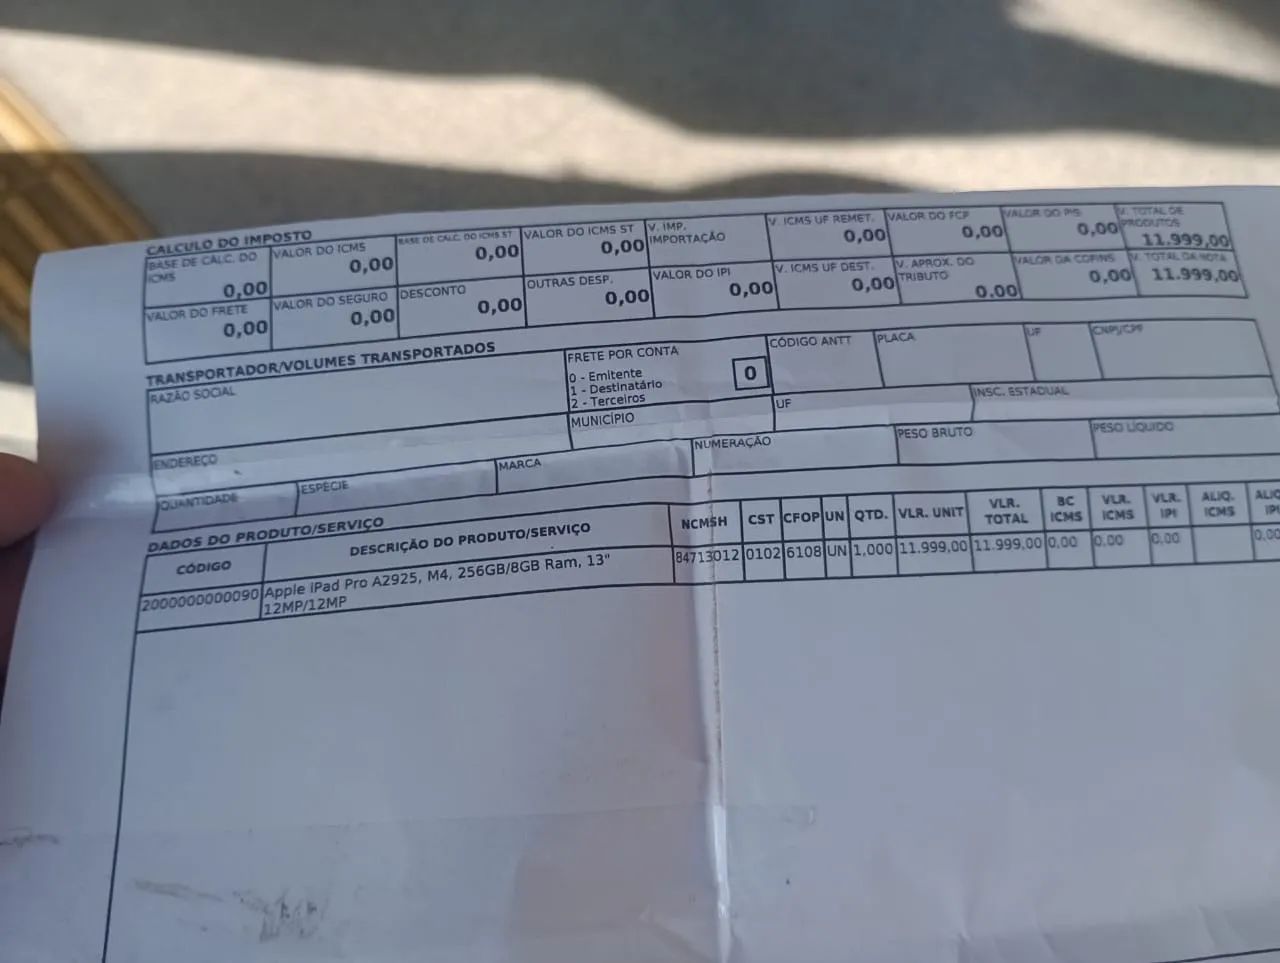 CALCULO DO IMPOSTO
BASE DE CALC. DO ICMS 0,00
VALOR DO ICMS 0,00
BASE DE CALC. DO ICMS ST 0,00
VALOR DO ICMS ST 0,00
V. IMP. IMPORTAÇÃO
V. ICMS UF REMET. 0,00
VALOR DO FCP 0,00
VALOR DO PIS 0,00
V. TOTAL DE PRODUTOS 11.999,00
VALOR DO FRETE 0,00
VALOR DO SEGURO 0,00
DESCONTO 0,00
OUTRAS DESP. 0,00
VALOR DO IPI 0,00
V. ICMS UF DEST. 0,00
V. APROX. DO TRIBUTO 0.00
VALOR DA COFINS 0,00
V. TOTAL DA NOTA 11.999,00
TRANSPORTADOR/VOLUMES TRANSPORTADOS
RAZÃO SOCIAL
FRETE POR CONTA
0 - Emitente
1 - Destinatário
2 - Terceiros
0
CÓDIGO ANTT
PLACA
UF
CNPJ/CPF
ENDEREÇO
MUNICÍPIO
UF
INSC. ESTADUAL
QUANTIDADE
ESPÉCIE
MARCA
NUMERAÇÃO
PESO BRUTO
PESO LÍQUIDO
DADOS DO PRODUTO/SERVIÇO
CÓDIGO DESCRIÇÃO DO PRODUTO/SERVIÇO NCMSH CST CFOP UN QTD. VLR. UNIT VLR. TOTAL BC ICMS VLR. ICMS VLR. IPI ALIQ. ICMS
2000000000090 Apple iPad Pro A2925, M4, 256GB/8GB Ram, 13" 84713012 0102 6108 UN 1,000 11.999,00 11.999,00 0,00 0,00 0,00 0,00
12MP/12MP